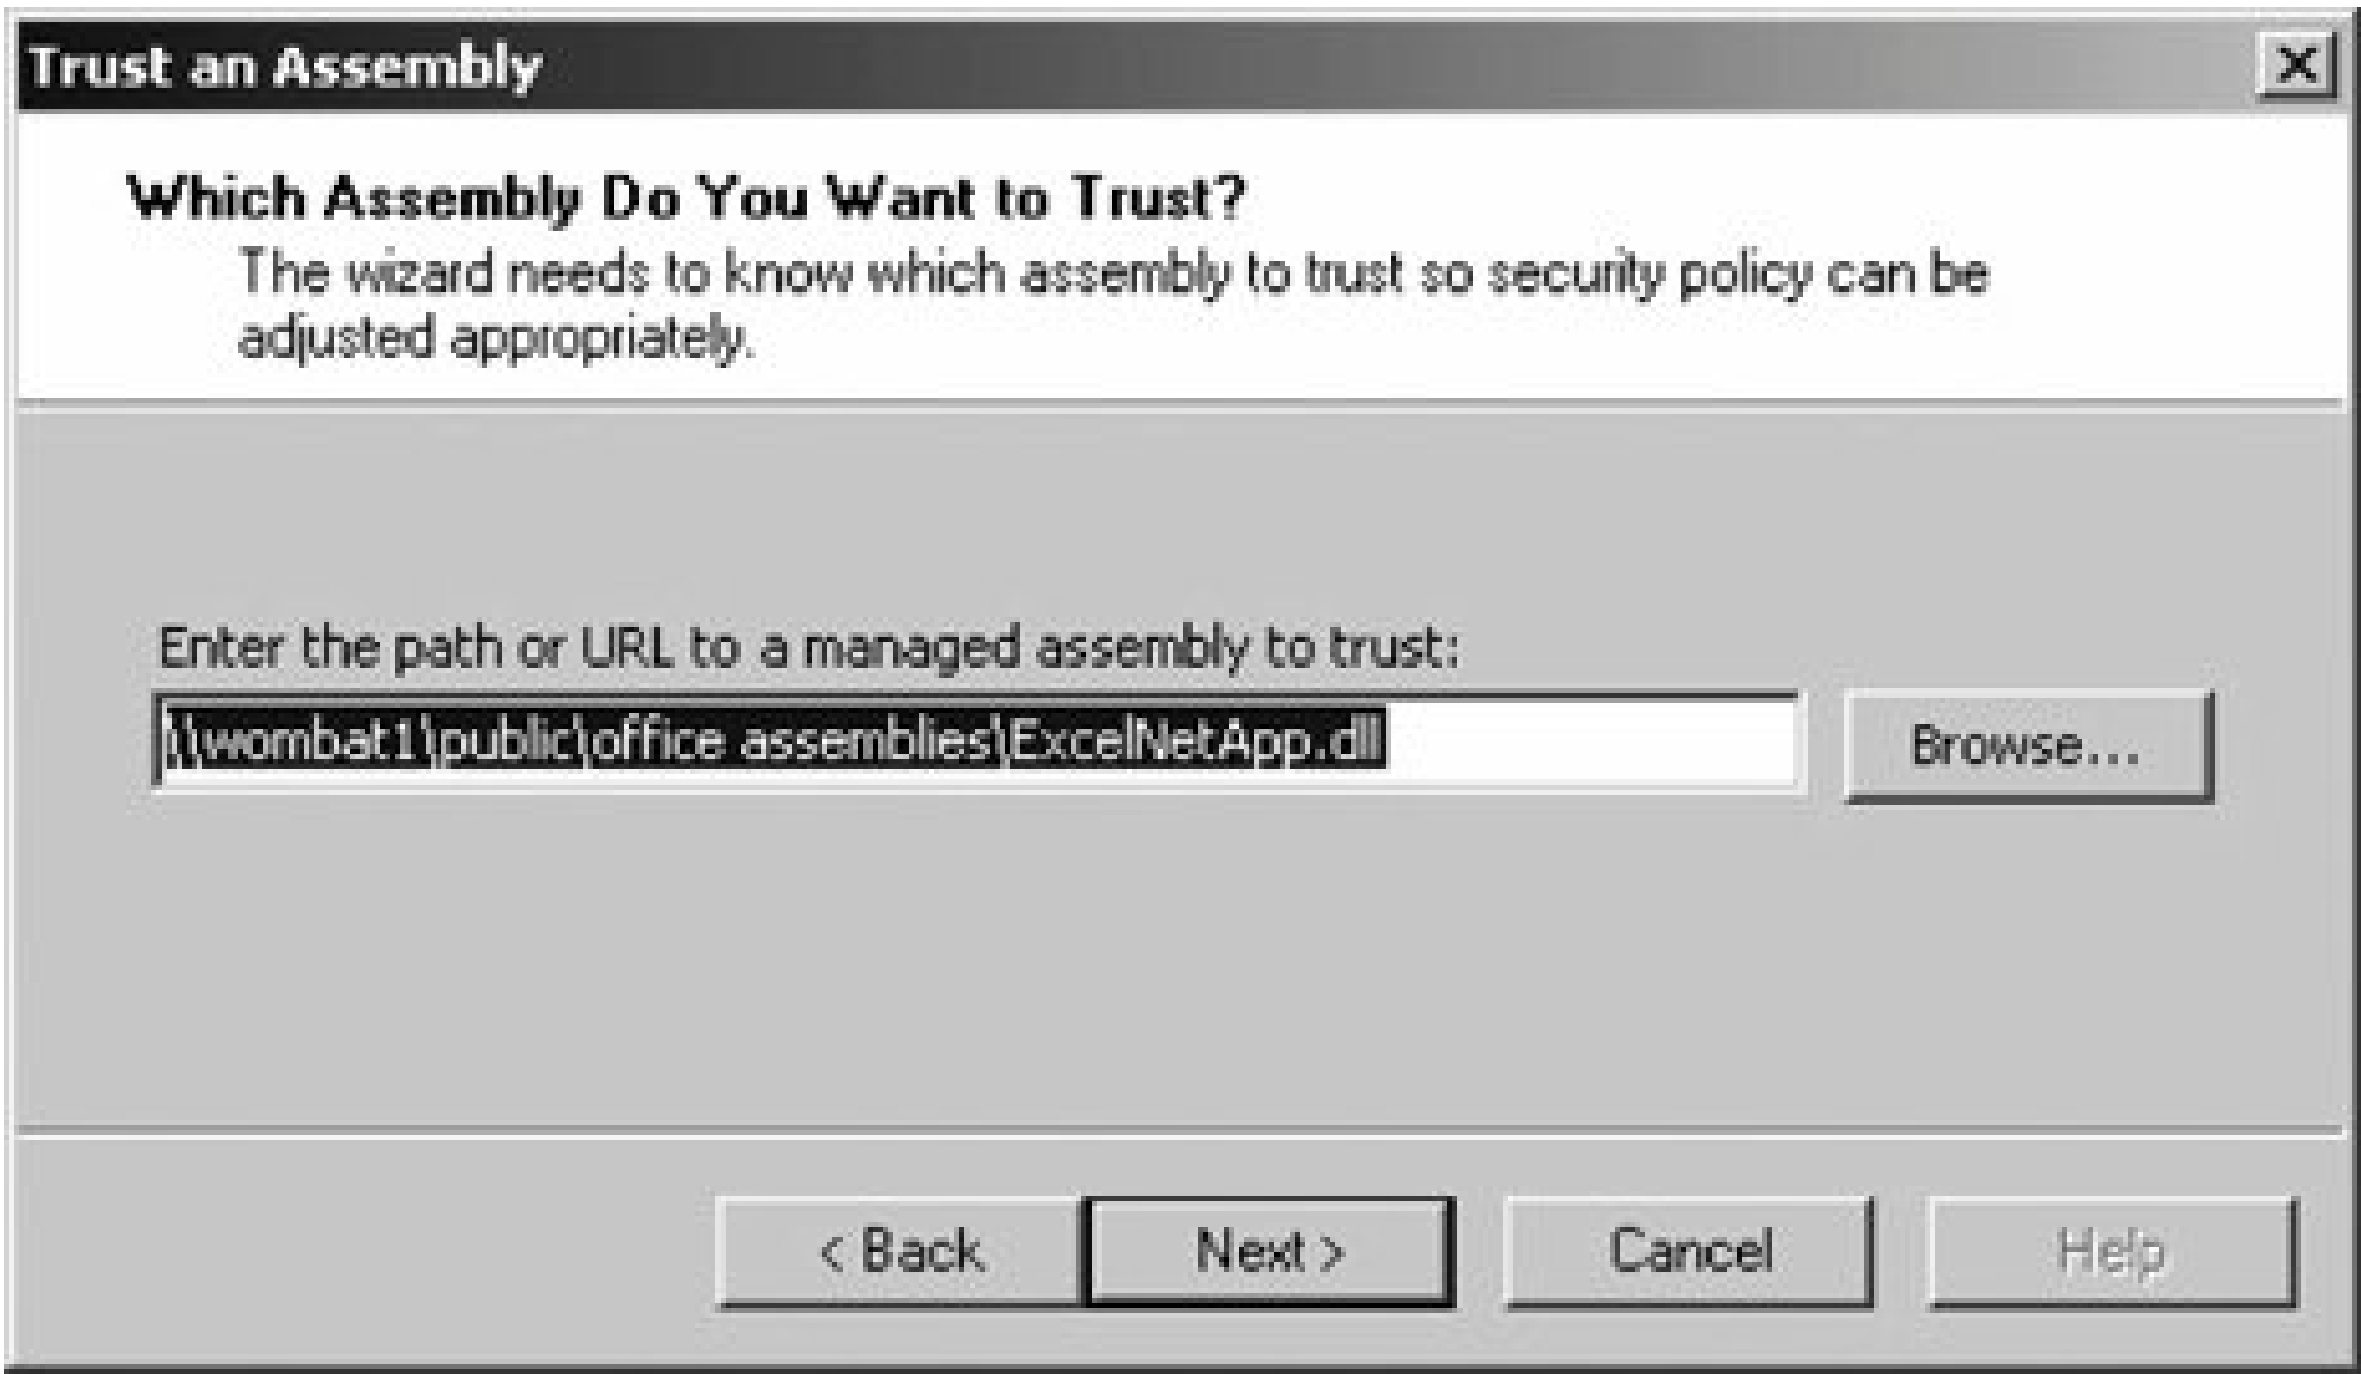 Trust an Assembly
Which Assembly Do You Want to Trust?
The wizard needs to know which assembly to trust so security policy can be
adjusted appropriately.
Enter the path or URL to a managed assembly to trust:
\\wombat1\public\office assemblies\ExcelNetApp.dll
Browse...
< Back
Next >
Cancel
Help